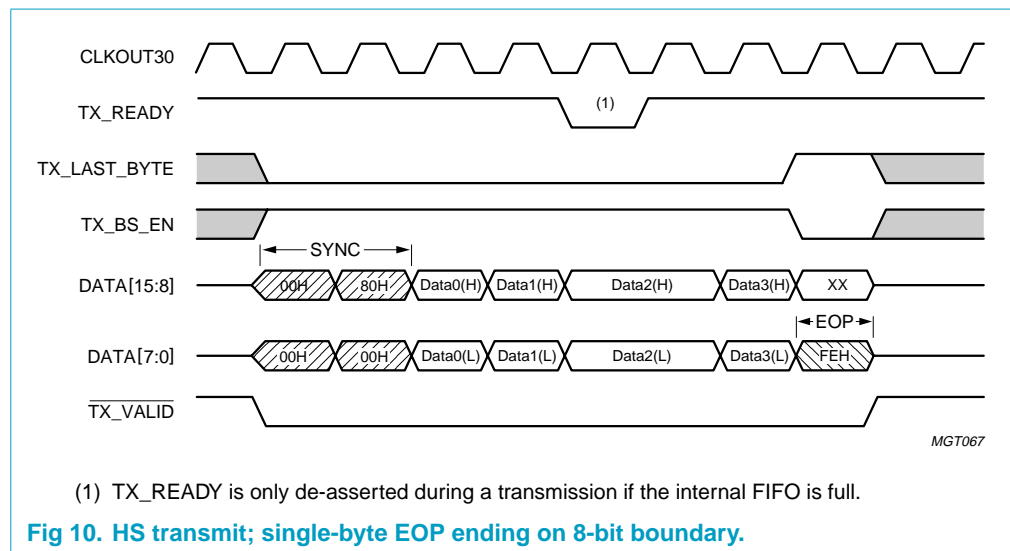 CLKOUT30
(1)
TX_READY
TX_LAST_BYTE
TX_BS_EN
SYNC
DATA[15:8] 00H 80H Data0(H) Data1(H) Data2(H) Data3(H) XX
EOP
DATA[7:0] 00H 00H Data0(L) Data1(L) Data2(L) Data3(L) FEH
TX_VALID
MGT067
(1) TX_READY is only de-asserted during a transmission if the internal FIFO is full.
Fig 10. HS transmit; single-byte EOP ending on 8-bit boundary.